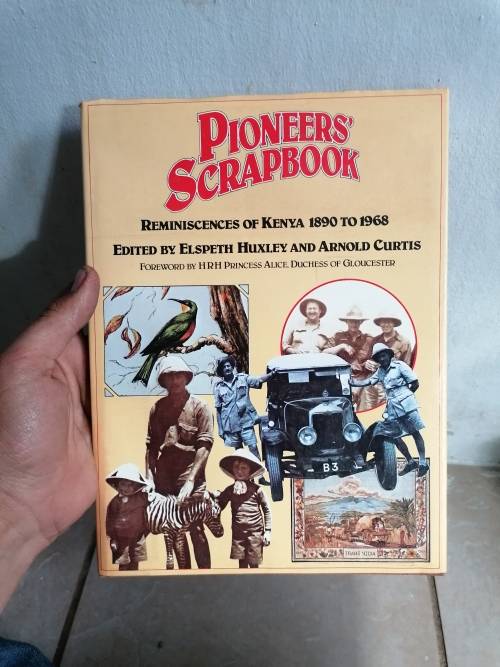 PIONEERS'
SCRAPBOOK
REMINISCENCES OF KENYA 1890 TO 1968
EDITED BY ELSPETH HUXLEY AND ARNOLD CURTIS
FOREWORD BY HRH PRINCESS ALICE, DUCHESS OF GLOUCESTER
B3